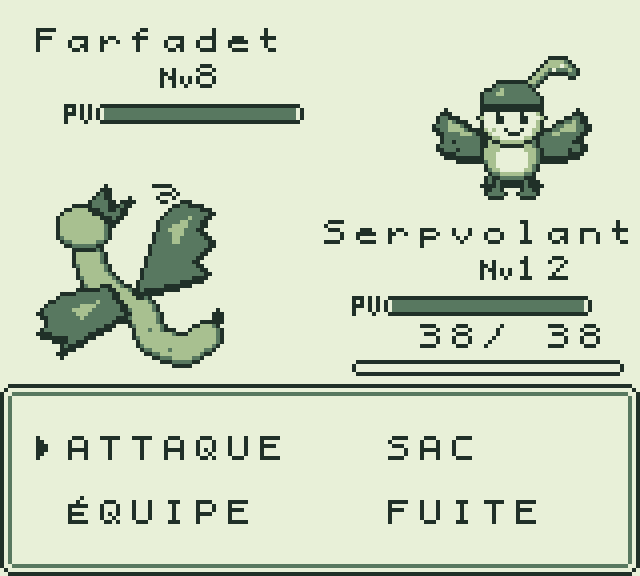 Farfadet
Nv8
PV
Serpvolant
Nv12
PV
38/ 38
ATTAQUE SAC
ÉQUIPE FUITE